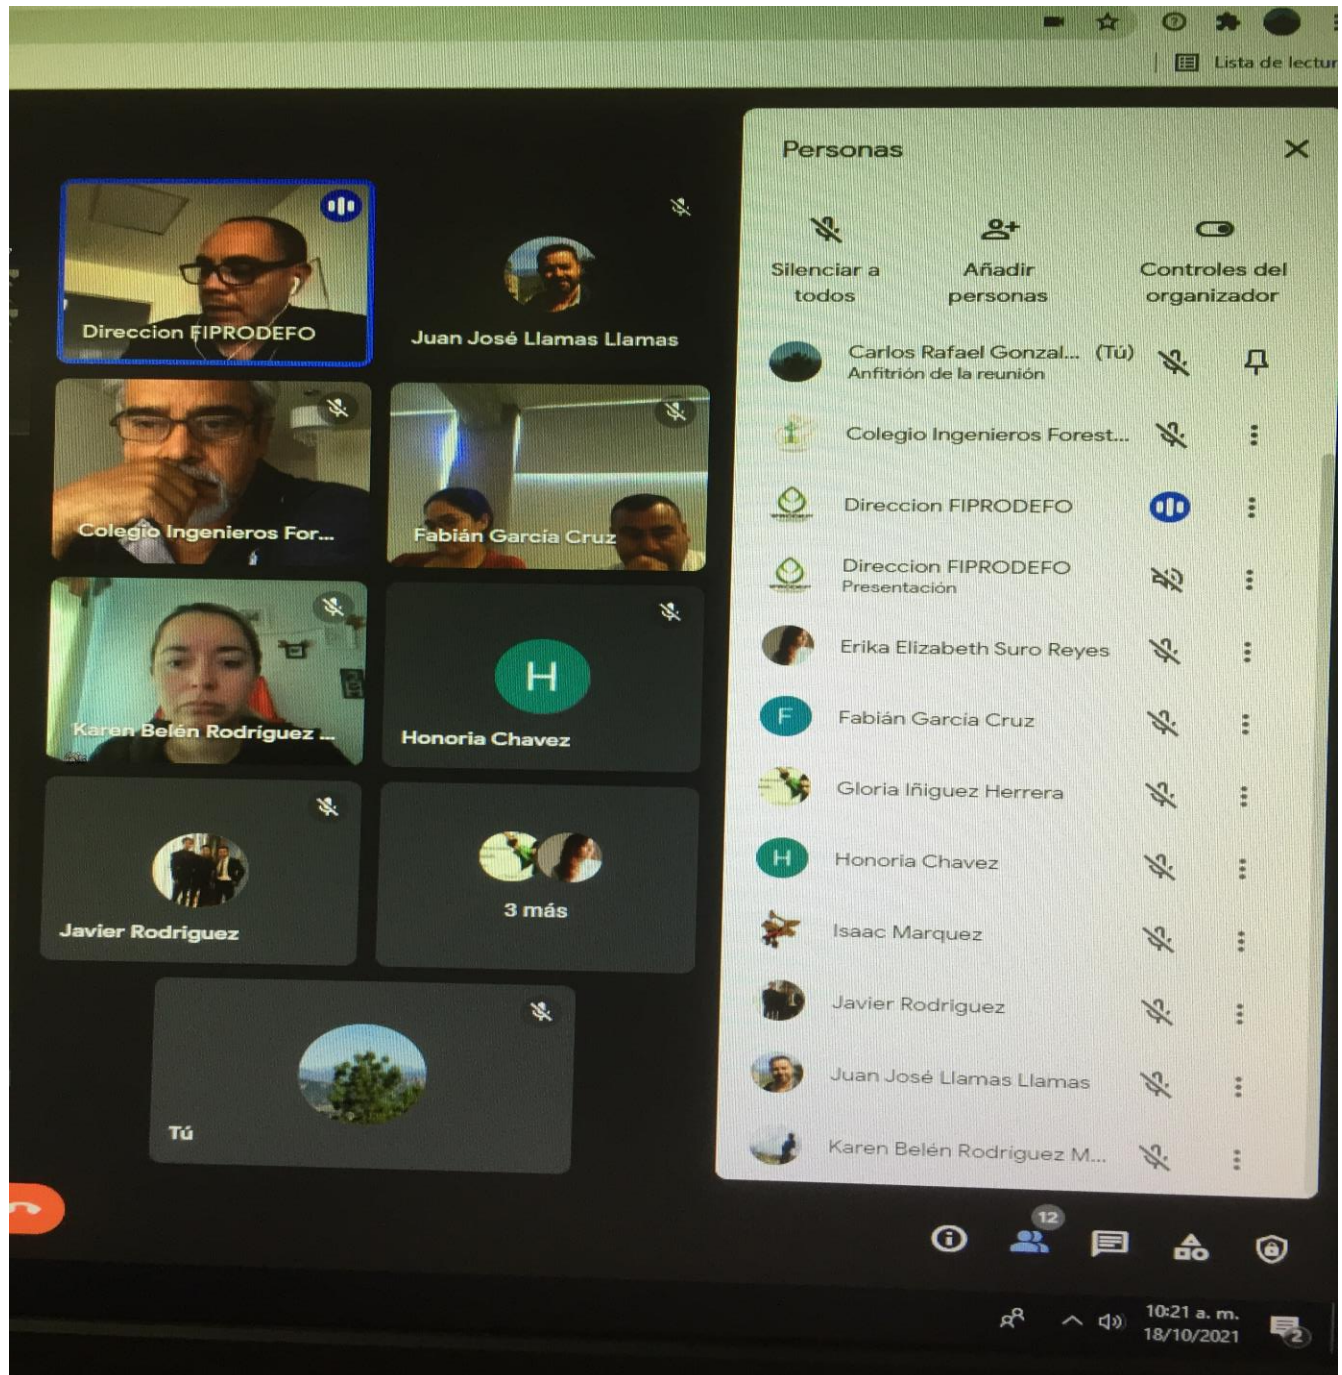 Lista de lectur
Personas
Silenciar a
todos
Añadir
personas
Controles del
organizador
Direccion FIPRODEFO
Juan José Llamas Llamas
Colegio Ingenieros For...
Fabián García Cruz
Karen Belén Rodríguez ...
H
Honoria Chavez
Javier Rodriguez
3 más
Tú
Carlos Rafael Gonzal... (Tú)
Anfitrión de la reunión
Colegio Ingenieros Forest...
Direccion FIPRODEFO
Direccion FIPRODEFO
Presentación
Erika Elizabeth Suro Reyes
F
Fabián García Cruz
Gloria Iñiguez Herrera
H
Honoria Chavez
Isaac Marquez
Javier Rodriguez
Juan José Llamas Llamas
Karen Belén Rodríguez M...
12
10:21 a. m.
18/10/2021
2